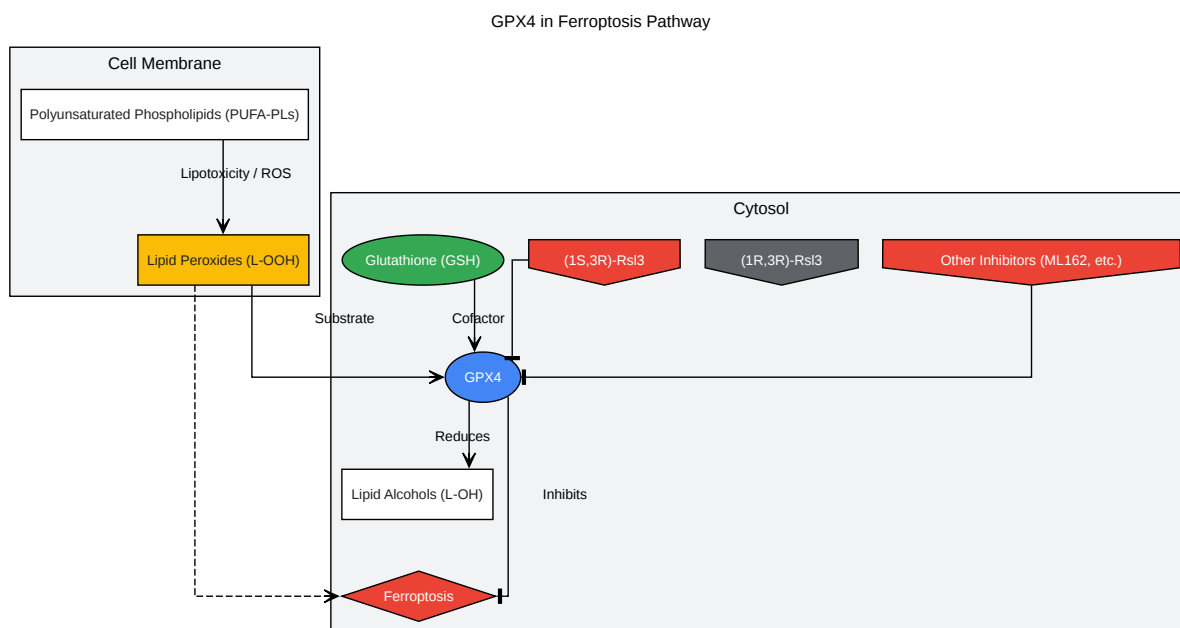 GPX4 in Ferroptosis Pathway
Cell Membrane
Polyunsaturated Phospholipids (PUFA-PLs)
Lipotoxicity / ROS
Lipid Peroxides (L-OOH)
Cytosol
Glutathione (GSH)
(1S,3R)-Rsl3
(1R,3R)-Rsl3
Other Inhibitors (ML162, etc.)
Substrate
Cofactor
GPX4
Reduces
Lipid Alcohols (L-OH)
Inhibits
Ferroptosis